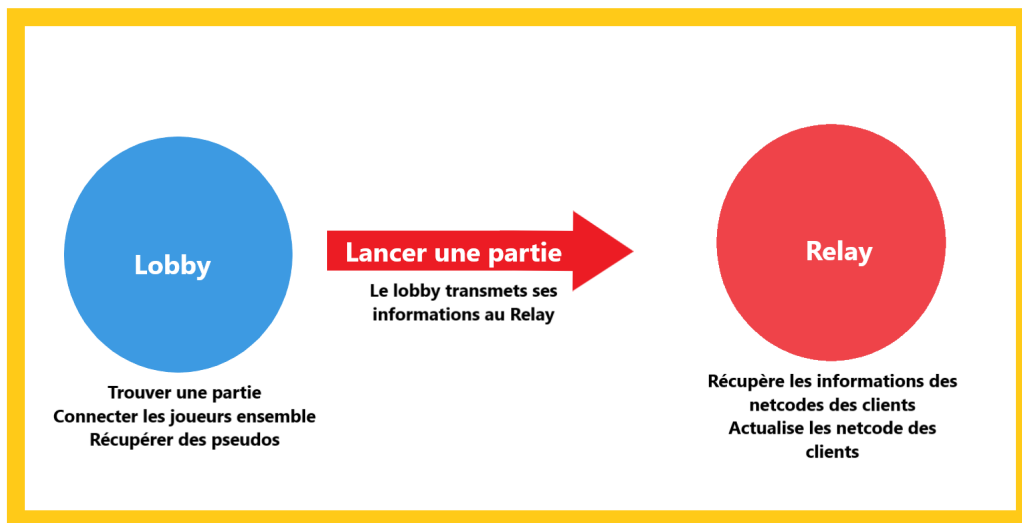 Lobby
Trouver une partie
Connecter les joueurs ensemble
Récupérer des pseudos
Lancer une partie
Le lobby transmets ses
informations au Relay
Relay
Récupère les informations des
netcodes des clients
Actualise les netcode des
clients